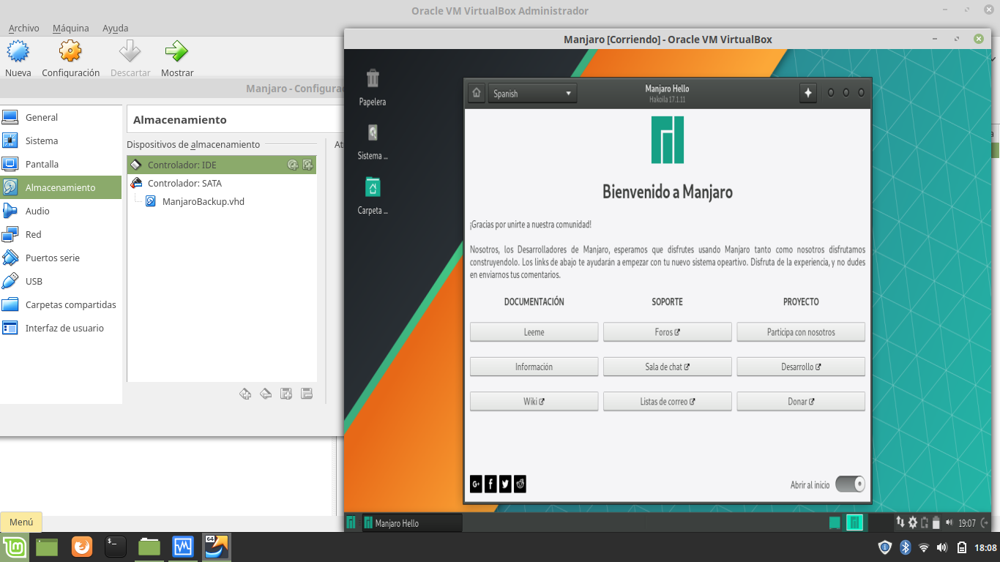 Oracle VM VirtualBox Administrador
Archivo Máquina Ayuda
Nueva Configuración Descartar Mostrar
Manjaro - Configurac
General
Sistema
Pantalla
Almacenamiento
Audio
Red
Puertos serie
USB
Carpetas compartidas
Interfaz de usuario
Almacenamiento
Dispositivos de almacenamiento
At
Controlador: IDE
Controlador: SATA
ManjaroBackup.vhd
Manjaro [Corriendo] - Oracle VM VirtualBox
Papelera
Sistema ...
Carpeta ...
Spanish
Manjaro Hello
Hakoila 17.1.11
Bienvenido a Manjaro
¡Gracias por unirte a nuestra comunidad!
Nosotros, los Desarrolladores de Manjaro, esperamos que disfrutes usando Manjaro tanto como nosotros disfrutamos
construyendolo. Los links de abajo te ayudarán a empezar con tu nuevo sistema opeartivo. Disfruta de la experiencia, y no dudes
en enviarnos tus comentarios.
DOCUMENTACIÓN SOPORTE PROYECTO
Leeme Foros Participa con nosotros
Información Sala de chat Desarrollo
Wiki Listas de correo Donar
G+ f
Abrir al inicio
Manjaro Hello
19:07
a
Menú
$_
64
18:08